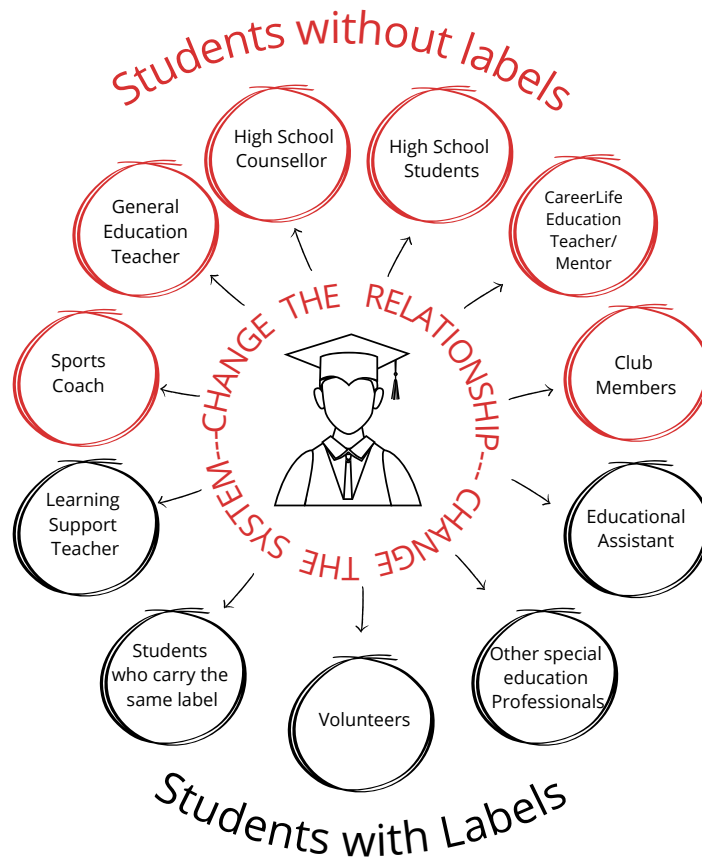 Students without labels
High School
Counsellor
High School
Students
General
Education
Teacher
CareerLife
Education
Teacher/
Mentor
CHANGE THE RELATIONSHIP---- CHANGE THE SYSTEM----
Sports
Coach
Club
Members
Learning
Support
Teacher
Educational
Assistant
Students
who carry the
same label
Volunteers
Other special
education
Professionals
Students with Labels